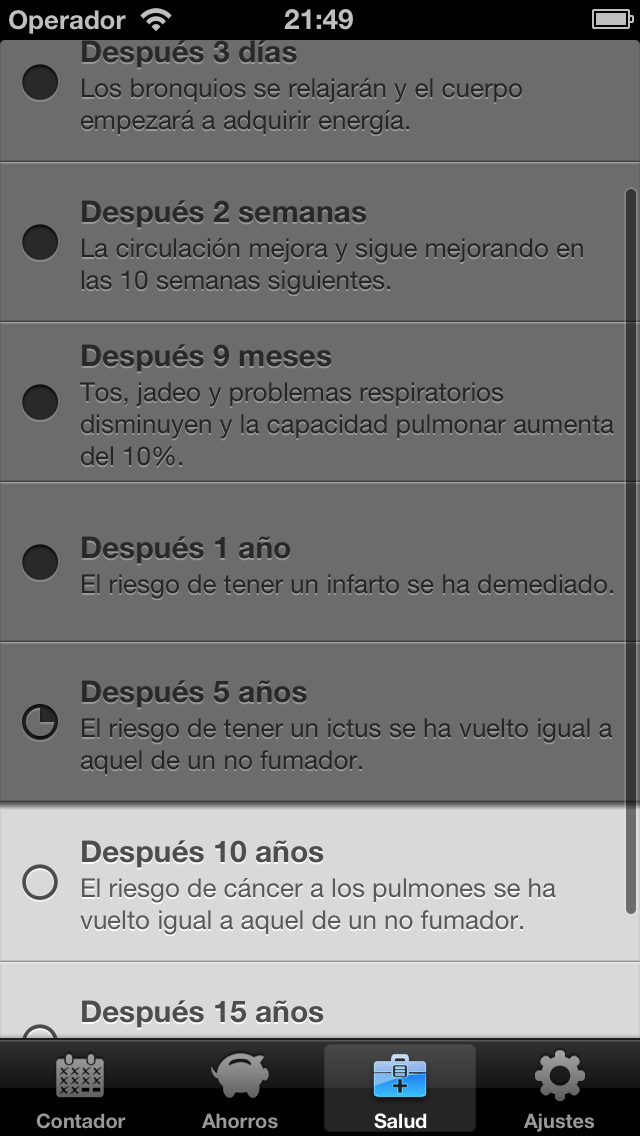 Operador 21:49
Después 3 días
Los bronquios se relajarán y el cuerpo
empezará a adquirir energía.
Después 2 semanas
La circulación mejora y sigue mejorando en
las 10 semanas siguientes.
Después 9 meses
Tos, jadeo y problemas respiratorios
disminuyen y la capacidad pulmonar aumenta
del 10%.
Después 1 año
El riesgo de tener un infarto se ha demediado.
Después 5 años
El riesgo de tener un ictus se ha vuelto igual a
aquel de un no fumador.
Después 10 años
El riesgo de cáncer a los pulmones se ha
vuelto igual a aquel de un no fumador.
Después 15 años
Contador Ahorros Salud Ajustes